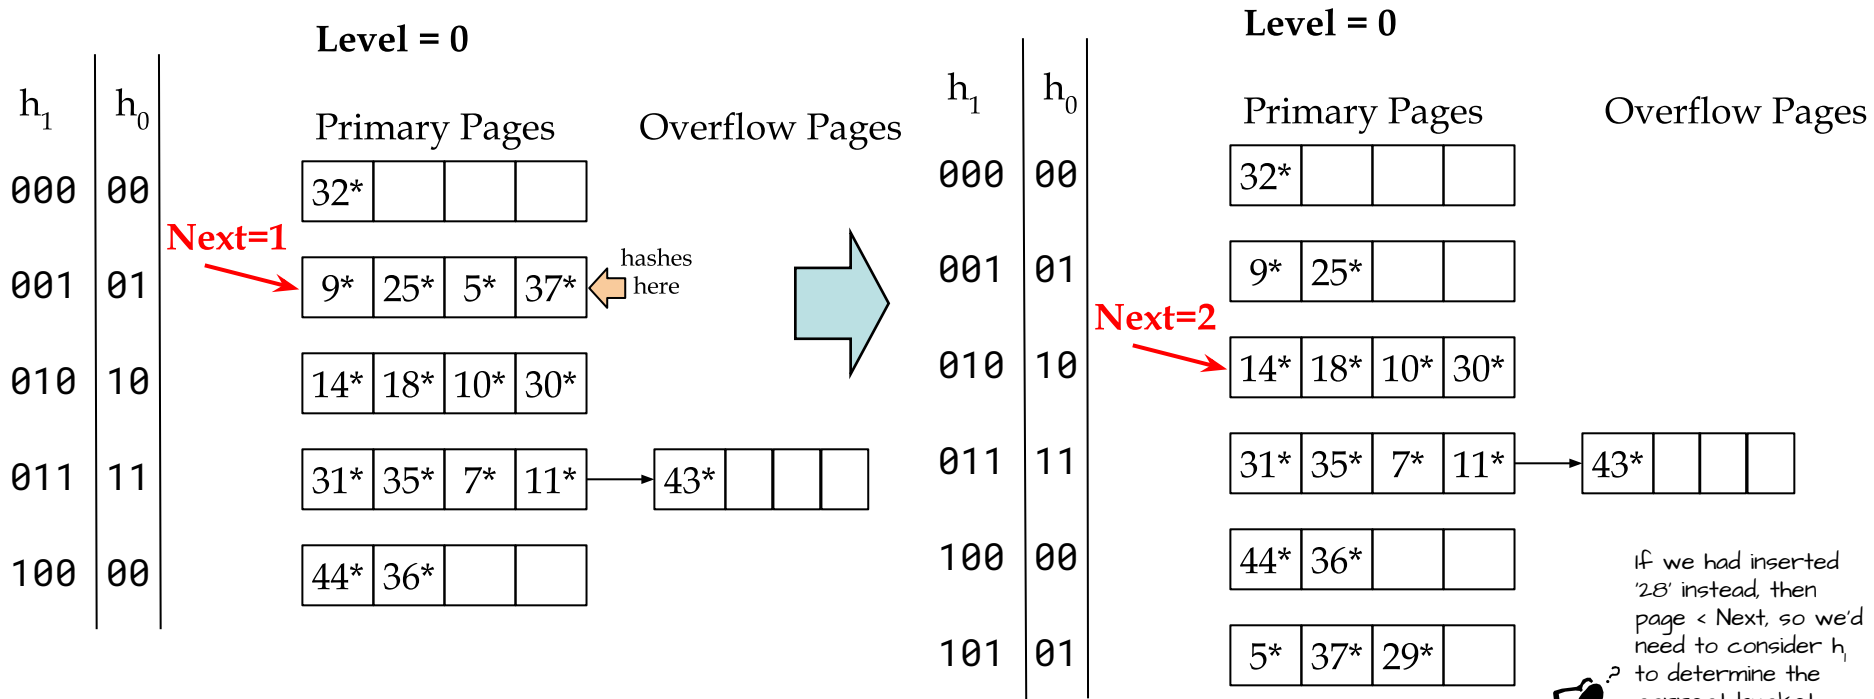 Level = 0
h1 h0
Primary Pages Overflow Pages
000 00 32*
Next=1
hashes
here
001 01 9* 25* 5* 37*
010 10 14* 18* 10* 30*
011 11 31* 35* 7* 11* 43*
100 00 44* 36*
Level = 0
h1 h0
Primary Pages Overflow Pages
000 00 32*
001 01 9* 25*
Next=2
010 10 14* 18* 10* 30*
011 11 31* 35* 7* 11* 43*
100 00 44* 36*
101 01 5* 37* 29*
If we had inserted
'28' instead, then
page < Next, so we'd
need to consider h1
? to determine the